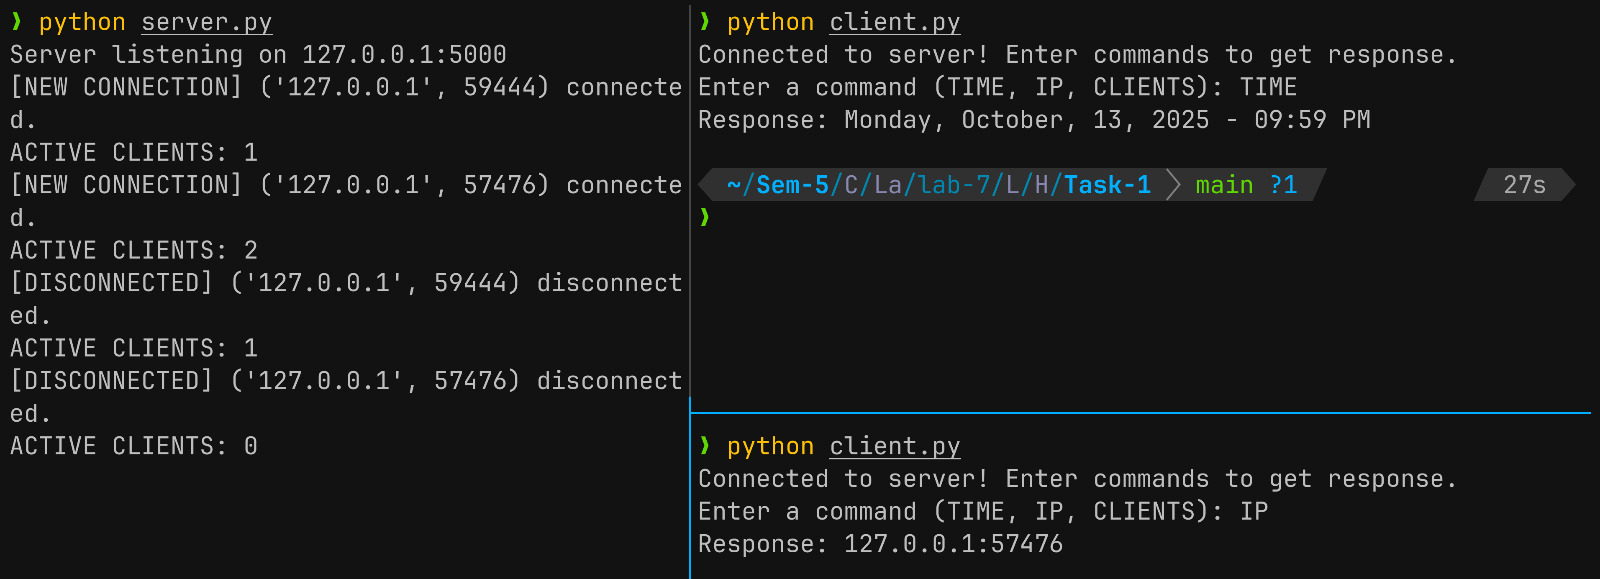 ❱ python server.py
Server listening on 127.0.0.1:5000
[NEW CONNECTION] ('127.0.0.1', 59444) connecte
d.
ACTIVE CLIENTS: 1
[NEW CONNECTION] ('127.0.0.1', 57476) connecte
d.
ACTIVE CLIENTS: 2
[DISCONNECTED] ('127.0.0.1', 59444) disconnect
ed.
ACTIVE CLIENTS: 1
[DISCONNECTED] ('127.0.0.1', 57476) disconnect
ed.
ACTIVE CLIENTS: 0
❱ python client.py
Connected to server! Enter commands to get response.
Enter a command (TIME, IP, CLIENTS): TIME
Response: Monday, October, 13, 2025 - 09:59 PM
~/Sem-5/C/La/lab-7/L/H/Task-1 main ?1 27s
❱
❱ python client.py
Connected to server! Enter commands to get response.
Enter a command (TIME, IP, CLIENTS): IP
Response: 127.0.0.1:57476